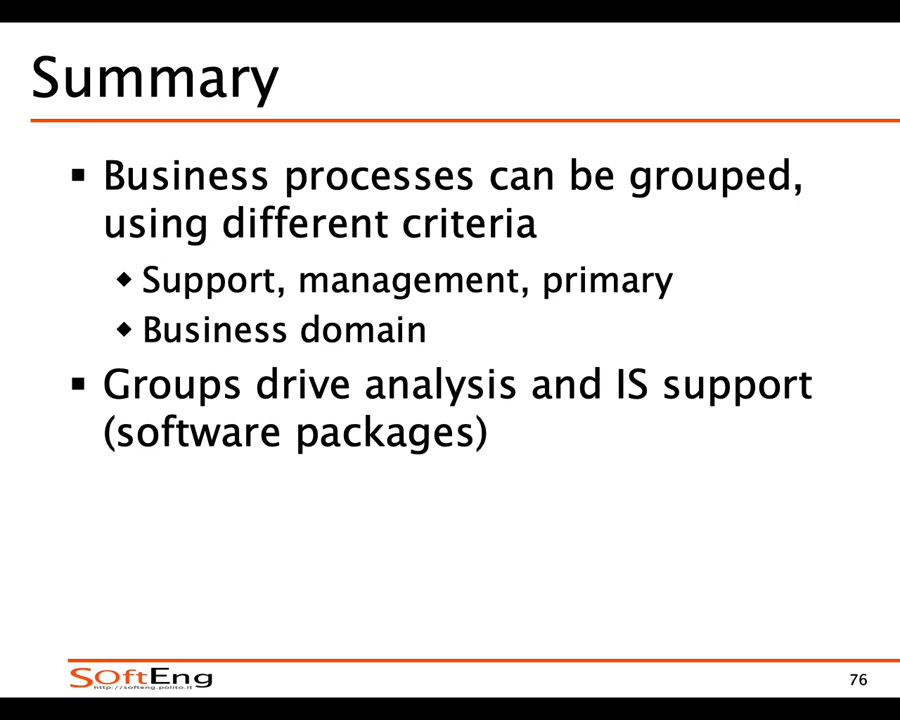 Summary
▪ Business processes can be grouped,
using different criteria
◆ Support, management, primary
◆ Business domain
▪ Groups drive analysis and IS support
(software packages)
SOftEng
http://softeng.polito.it
76